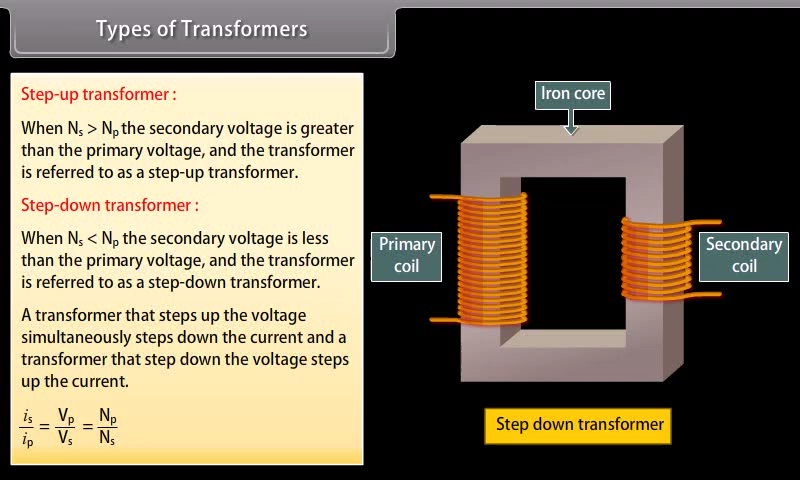 Types of Transformers
Step-up transformer :
When Ns > Np the secondary voltage is greater
than the primary voltage, and the transformer
is referred to as a step-up transformer.
Step-down transformer :
When Ns < Np the secondary voltage is less
than the primary voltage, and the transformer
is referred to as a step-down transformer.
A transformer that steps up the voltage
simultaneously steps down the current and a
transformer that step down the voltage steps
up the current.
is/ip = Vp/Vs = Np/Ns
Iron core
Primary
coil
Secondary
coil
Step down transformer